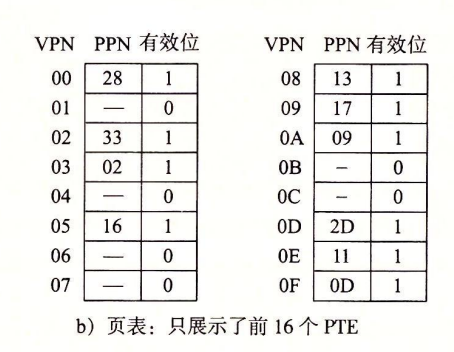 VPN PPN 有效位 VPN PPN 有效位
00 28 1 08 13 1
01 — 0 09 17 1
02 33 1 0A 09 1
03 02 1 0B – 0
04 — 0 0C – 0
05 16 1 0D 2D 1
06 — 0 0E 11 1
07 — 0 0F 0D 1
b) 页表：只展示了前 16 个 PTE